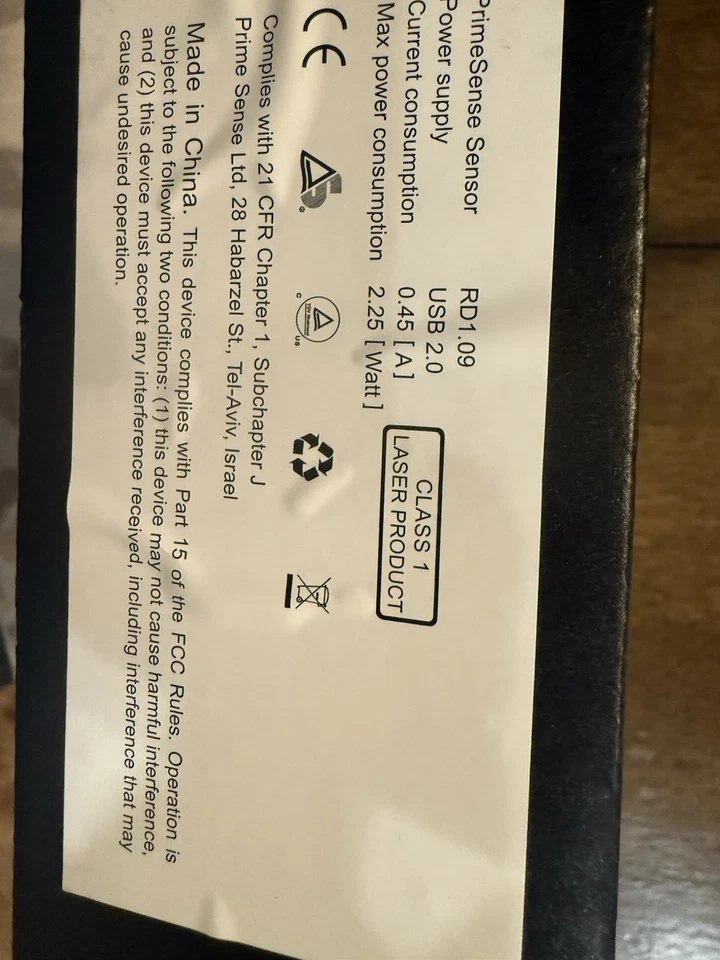 PrimeSense Sensor RD1.09
Power supply USB 2.0
Current consumption 0.45 [ A ]
Max power consumption 2.25 [ Watt ]
CLASS 1
LASER PRODUCT
CE
c
us
Complies with 21 CFR Chapter 1, Subchapter J
Prime Sense Ltd, 28 Habarzel St., Tel-Aviv, Israel
Made in China. This device complies with Part 15 of the FCC Rules. Operation is
subject to the following two conditions: (1) this device may not cause harmful interference,
and (2) this device must accept any interference received, including interference that may
cause undesired operation.